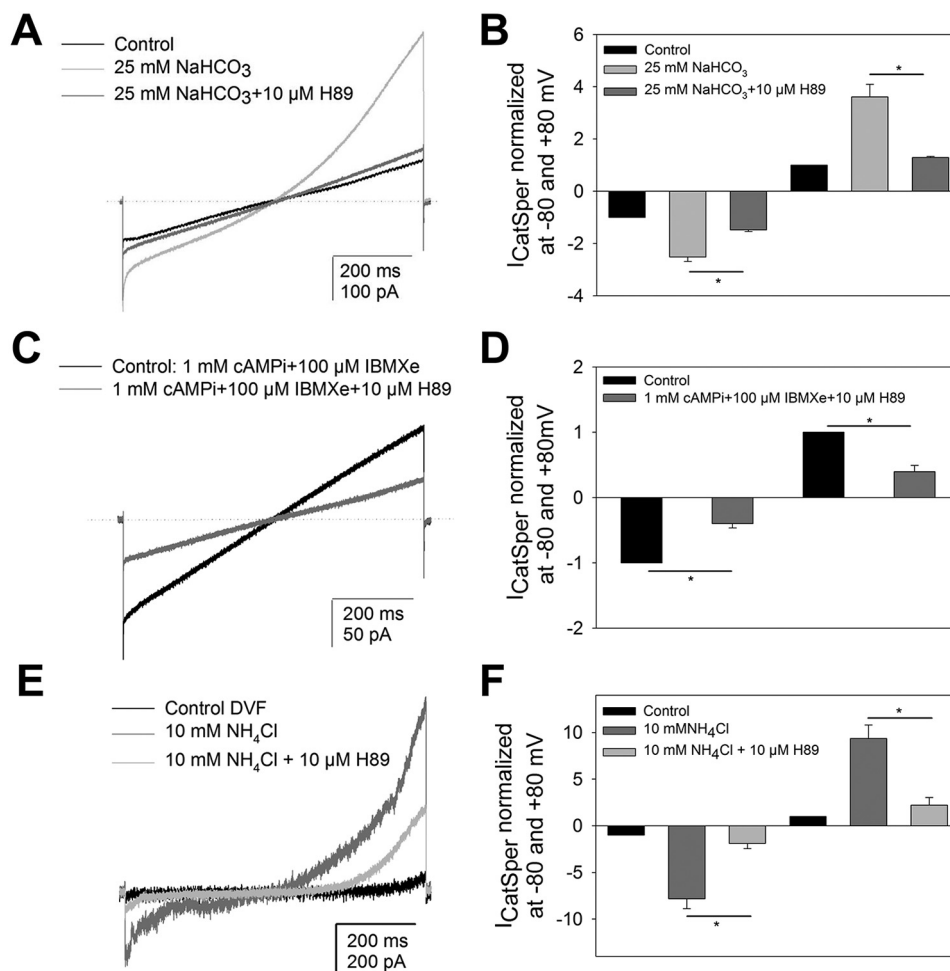 A
Control
25 mM NaHCO₃
25 mM NaHCO₃+10 µM H89
200 ms
100 pA
B
ICatSper normalized
at -80 and +80 mV
6
4
2
0
-2
-4
Control
25 mM NaHCO₃
25 mM NaHCO₃+10 µM H89
*
*
C
Control: 1 mM cAMPi+100 µM IBMXe
1 mM cAMPi+100 µM IBMXe+10 µM H89
200 ms
50 pA
D
ICatSper normalized
at -80 and +80mV
2
1
0
-1
-2
Control
1 mM cAMPi+100 µM IBMXe+10 µM H89
*
*
E
Control DVF
10 mM NH₄Cl
10 mM NH₄Cl + 10 µM H89
200 ms
200 pA
F
ICatSper normalized
at -80 and +80 mV
10
5
0
-5
-10
Control
10 mMNH₄Cl
10 mM NH₄Cl + 10 µM H89
*
*